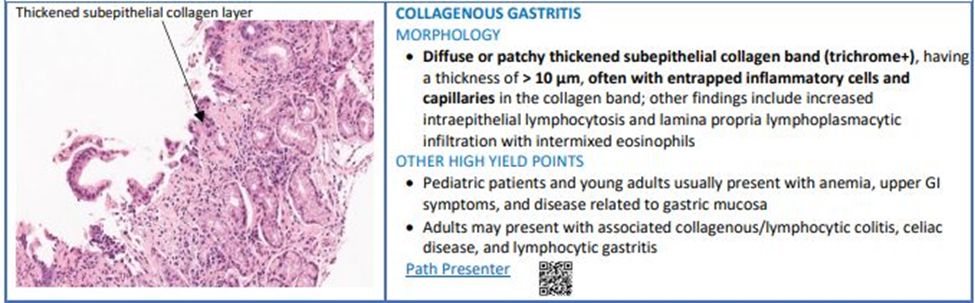 Thickened subepithelial collagen layer
COLLAGENOUS GASTRITIS
MORPHOLOGY
• Diffuse or patchy thickened subepithelial collagen band (trichrome+), having
a thickness of > 10 µm, often with entrapped inflammatory cells and
capillaries in the collagen band; other findings include increased
intraepithelial lymphocytosis and lamina propria lymphoplasmacytic
infiltration with intermixed eosinophils
OTHER HIGH YIELD POINTS
• Pediatric patients and young adults usually present with anemia, upper GI
symptoms, and disease related to gastric mucosa
• Adults may present with associated collagenous/lymphocytic colitis, celiac
disease, and lymphocytic gastritis
Path Presenter